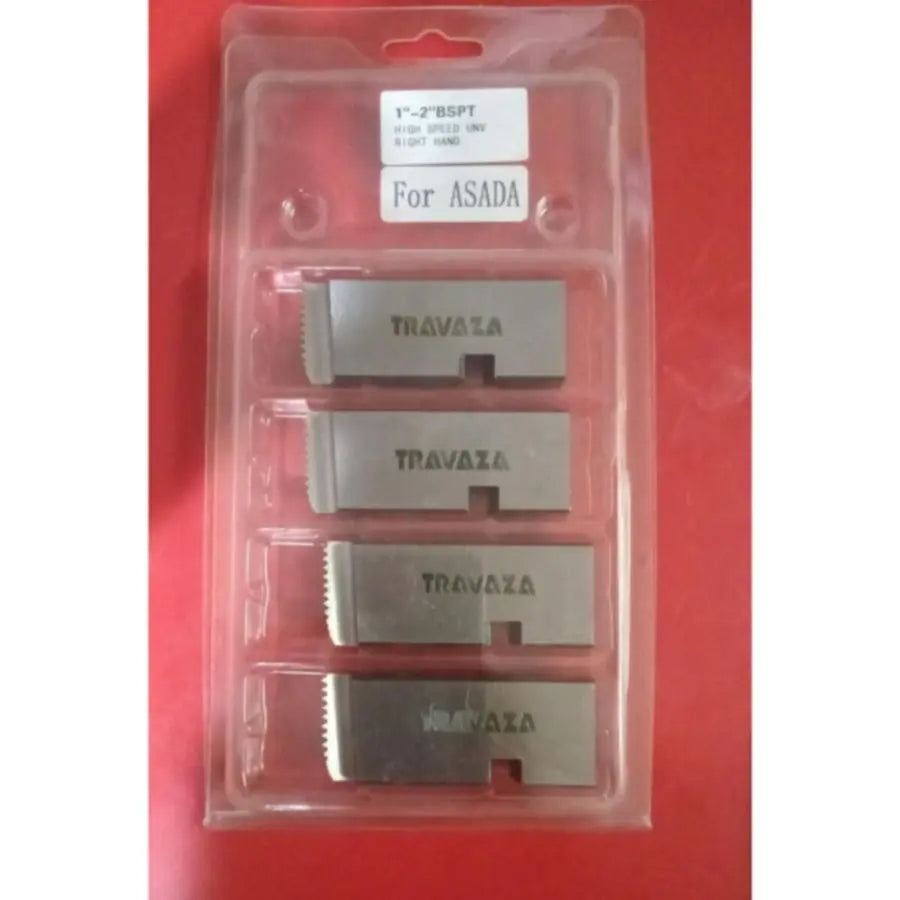 1"-2"BSPT
HIGH SPEED UNV
RIGHT HAND
For ASADA
TRAVAZA
TRAVAZA
TRAVAZA
TRAVAZA